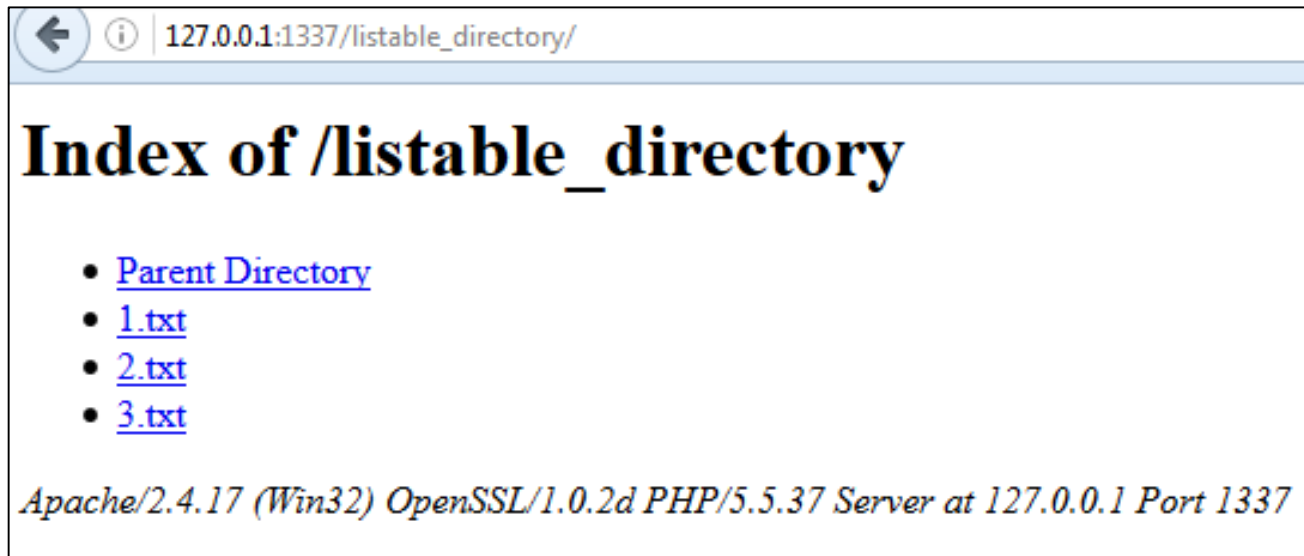 127.0.0.1:1337/listable_directory/
Index of /listable_directory
Parent Directory
1.txt
2.txt
3.txt
Apache/2.4.17 (Win32) OpenSSL/1.0.2d PHP/5.5.37 Server at 127.0.0.1 Port 1337